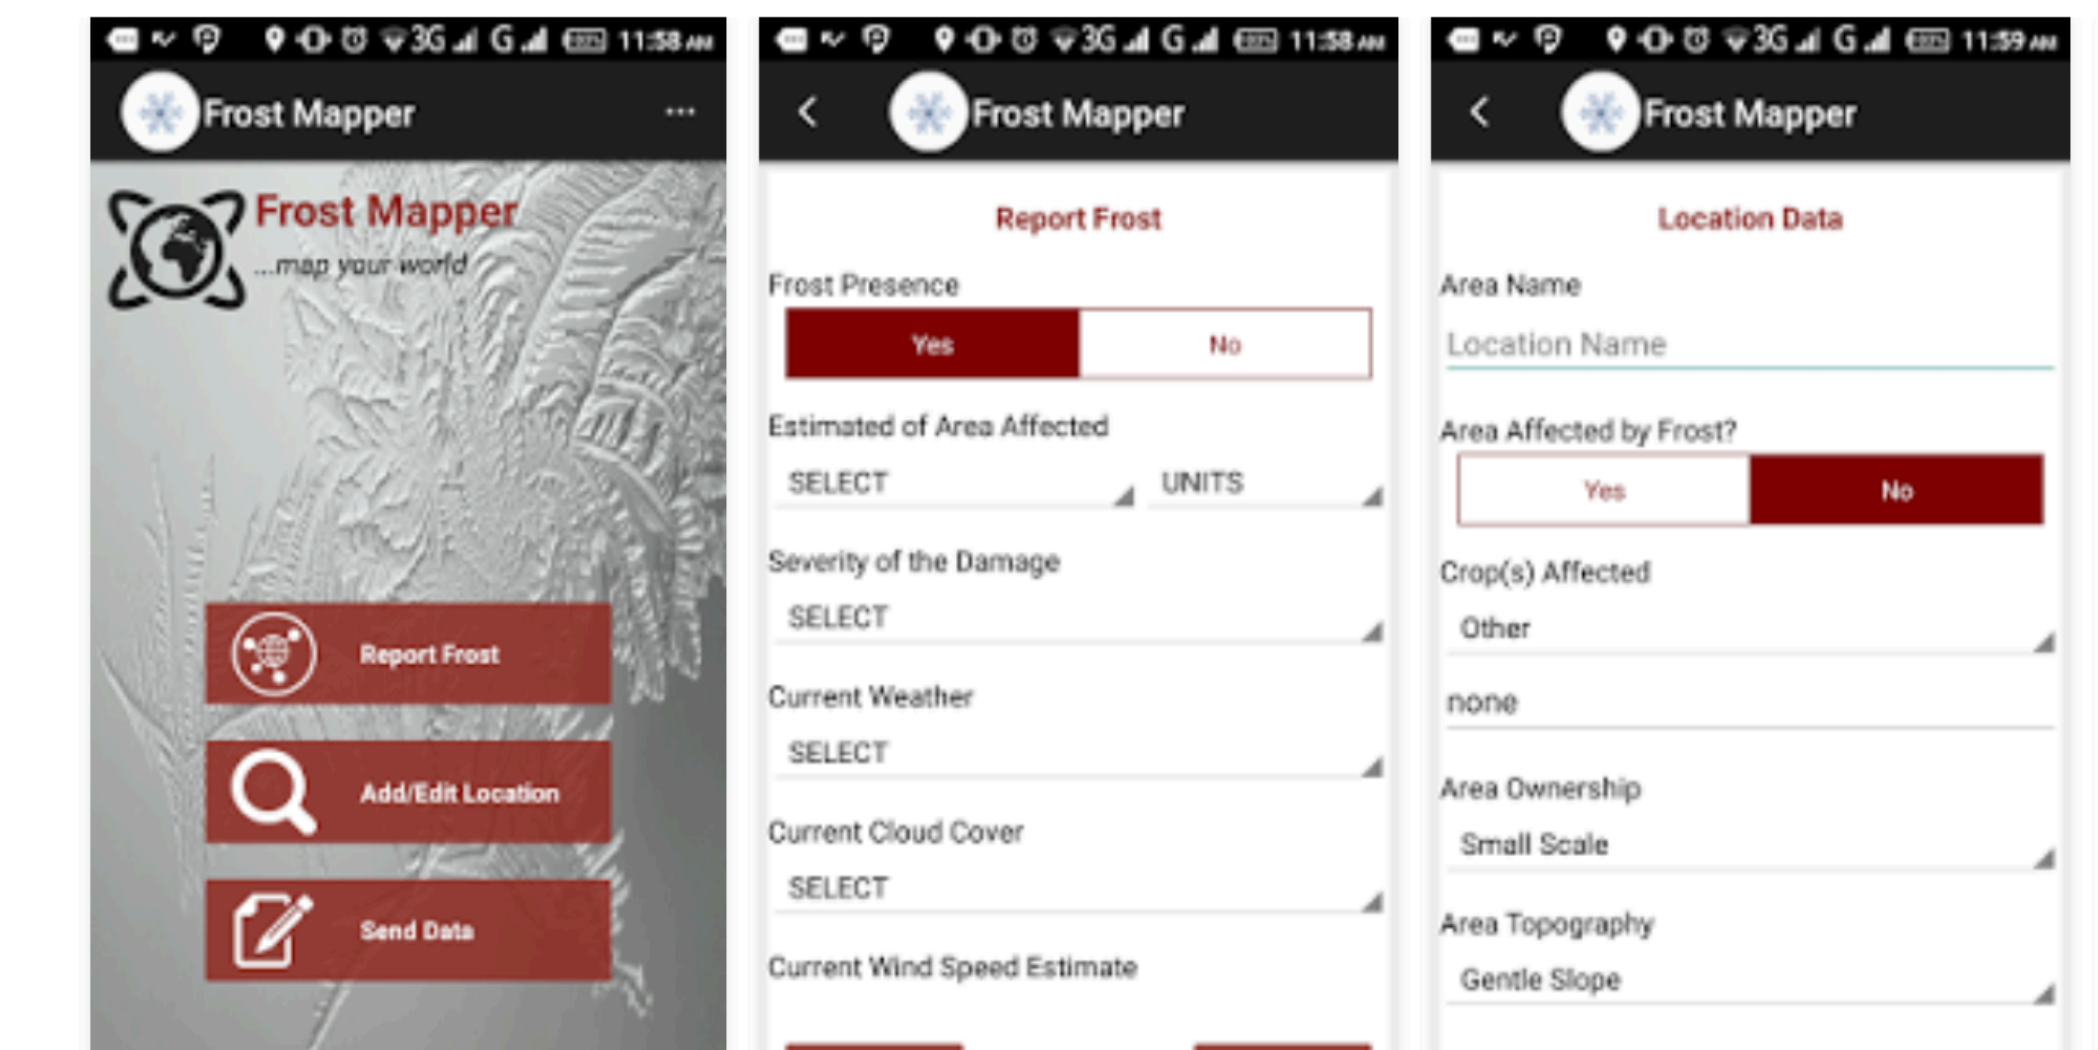 3G G 11:58 AM
Frost Mapper
Frost Mapper
...map your world
Report Frost
Add/Edit Location
Send Data
3G G 11:58 AM
Frost Mapper
Report Frost
Frost Presence
Yes No
Estimated of Area Affected
SELECT UNITS
Severity of the Damage
SELECT
Current Weather
SELECT
Current Cloud Cover
SELECT
Current Wind Speed Estimate
3G G 11:59 AM
Frost Mapper
Location Data
Area Name
Location Name
Area Affected by Frost?
Yes No
Crop(s) Affected
Other
none
Area Ownership
Small Scale
Area Topography
Gentle Slope